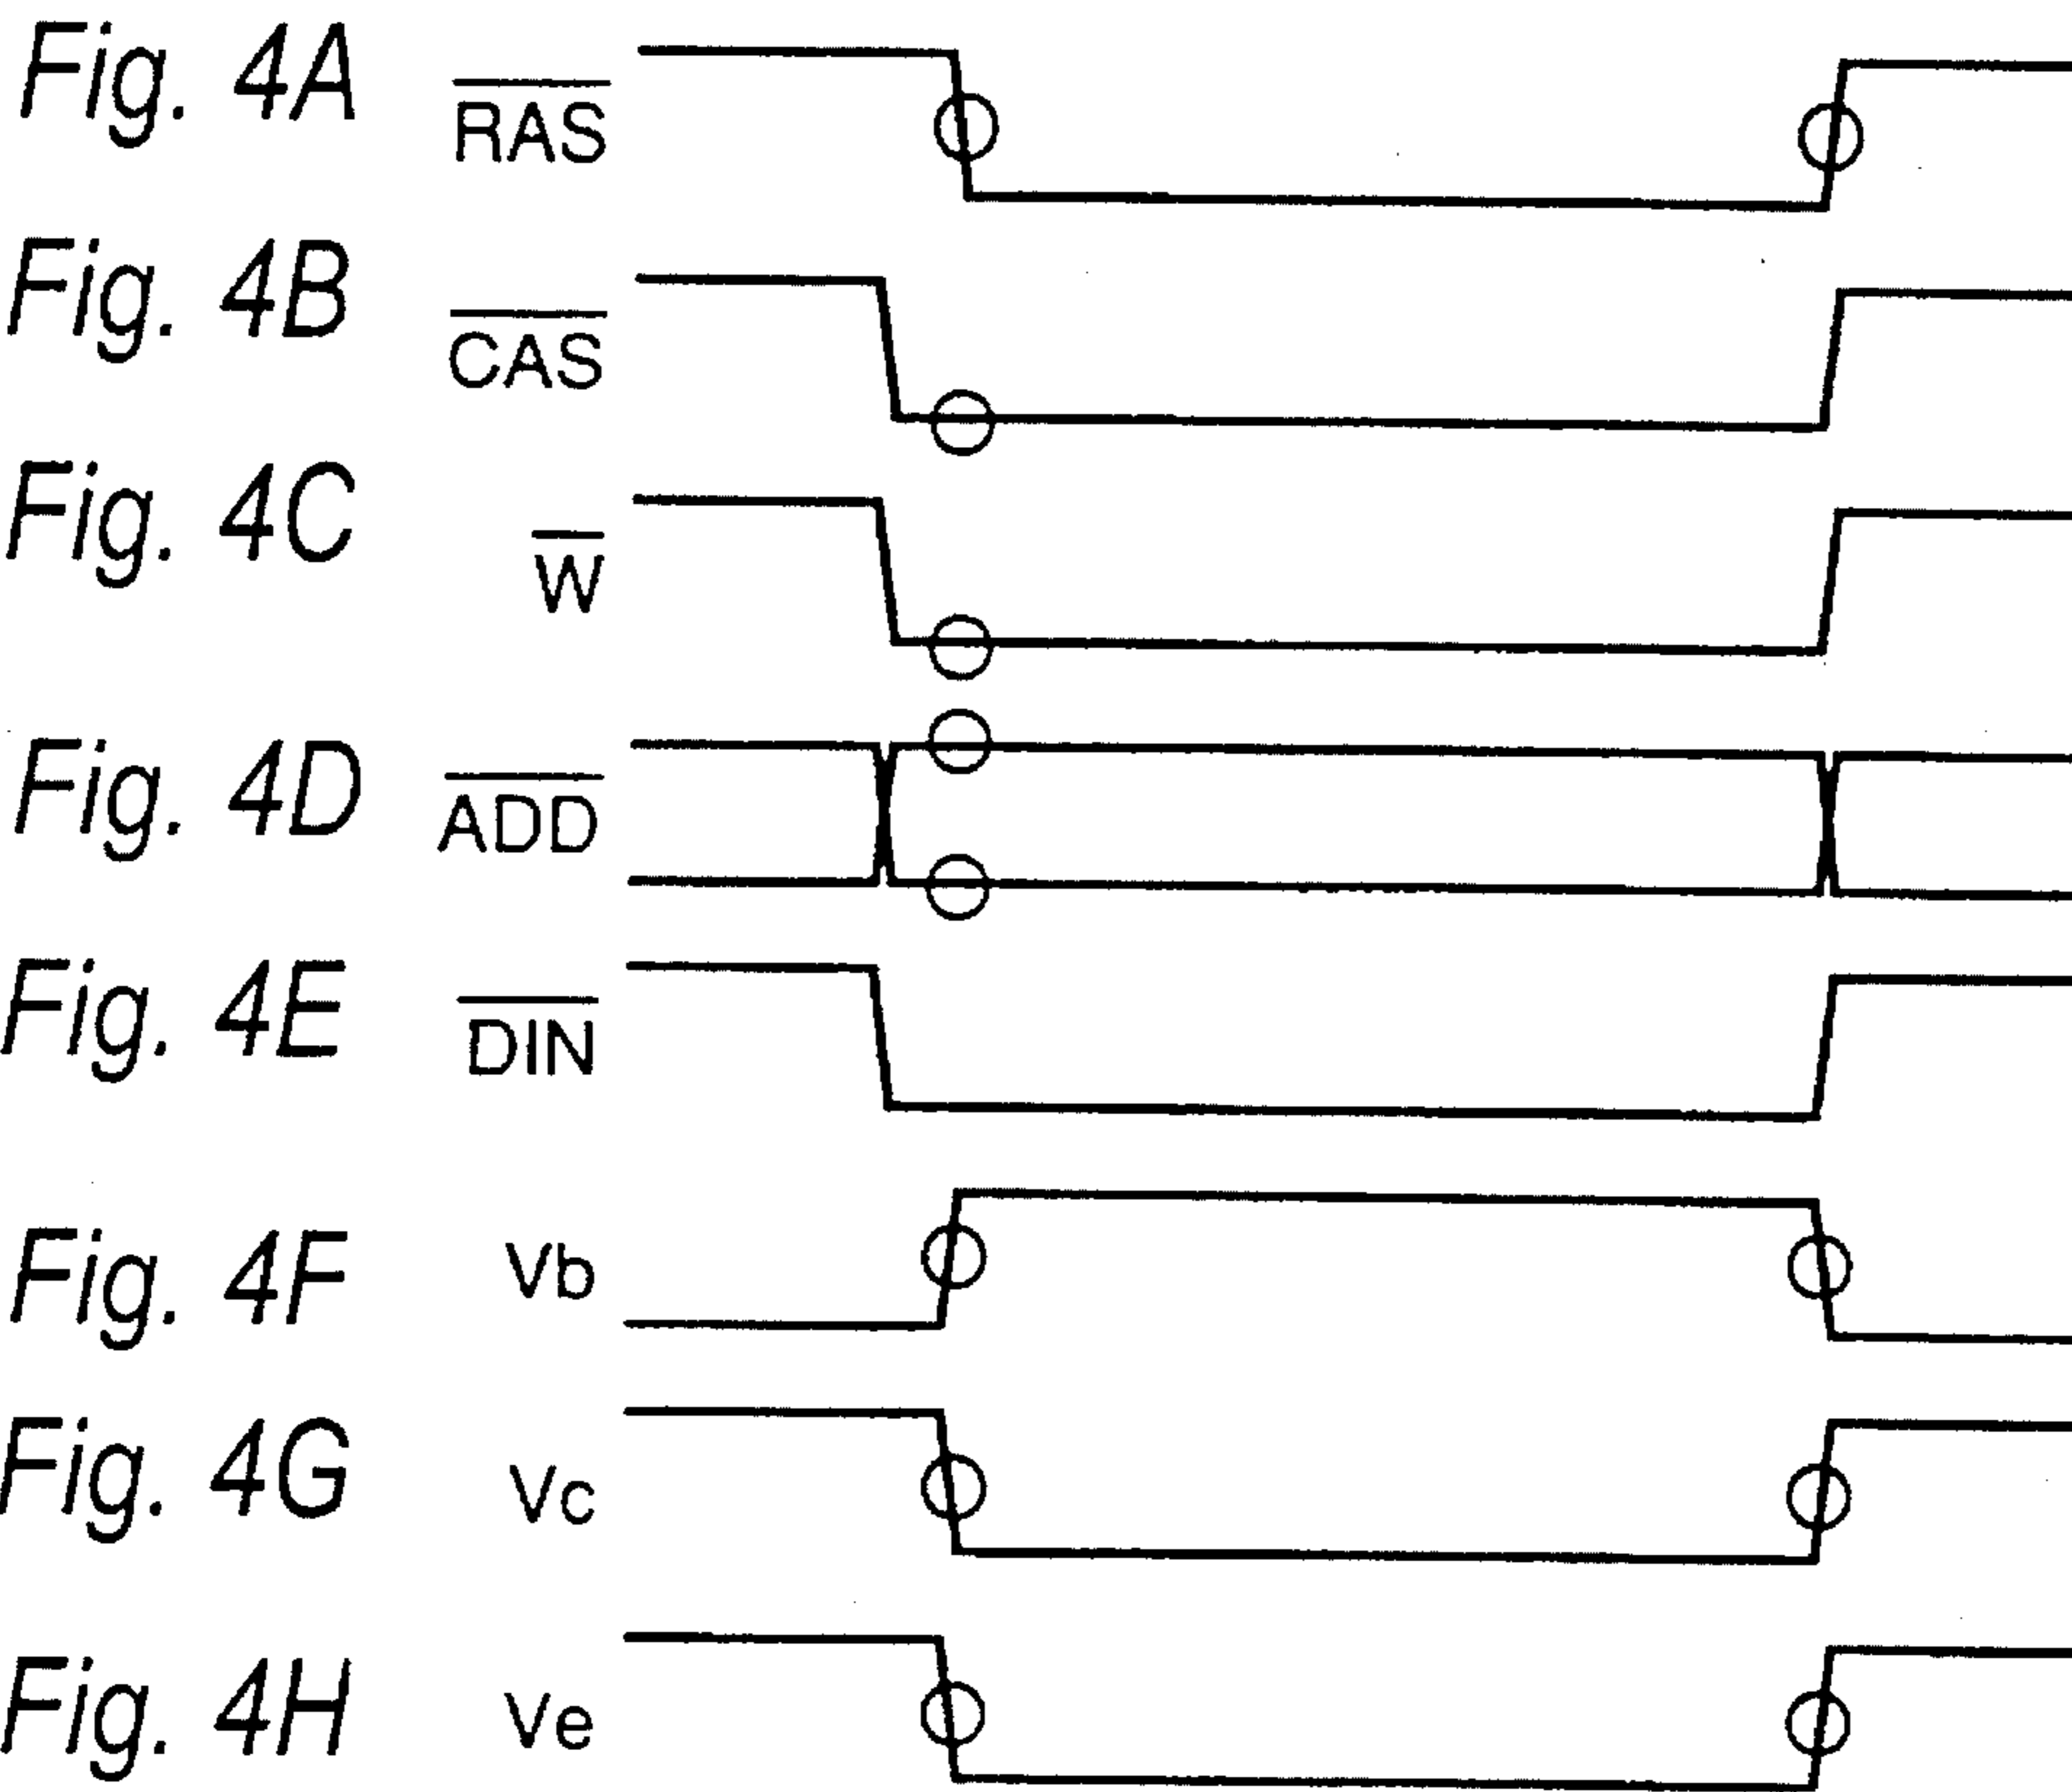 Fig. 4A RAS
Fig. 4B CAS
Fig. 4C W
Fig. 4D ADD
Fig. 4E DIN
Fig. 4F Vb
Fig. 4G Vc
Fig. 4H Ve